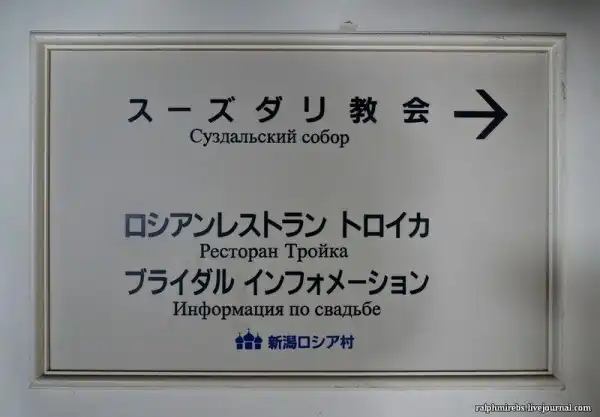 スーズダリ教会 →
Суздальский собор
ロシアンレストラン トロイカ
Ресторан Тройка
ブライダル インフォメーション
Информация по свадьбе
新潟ロシア村
ralphmirebs.livejournal.com